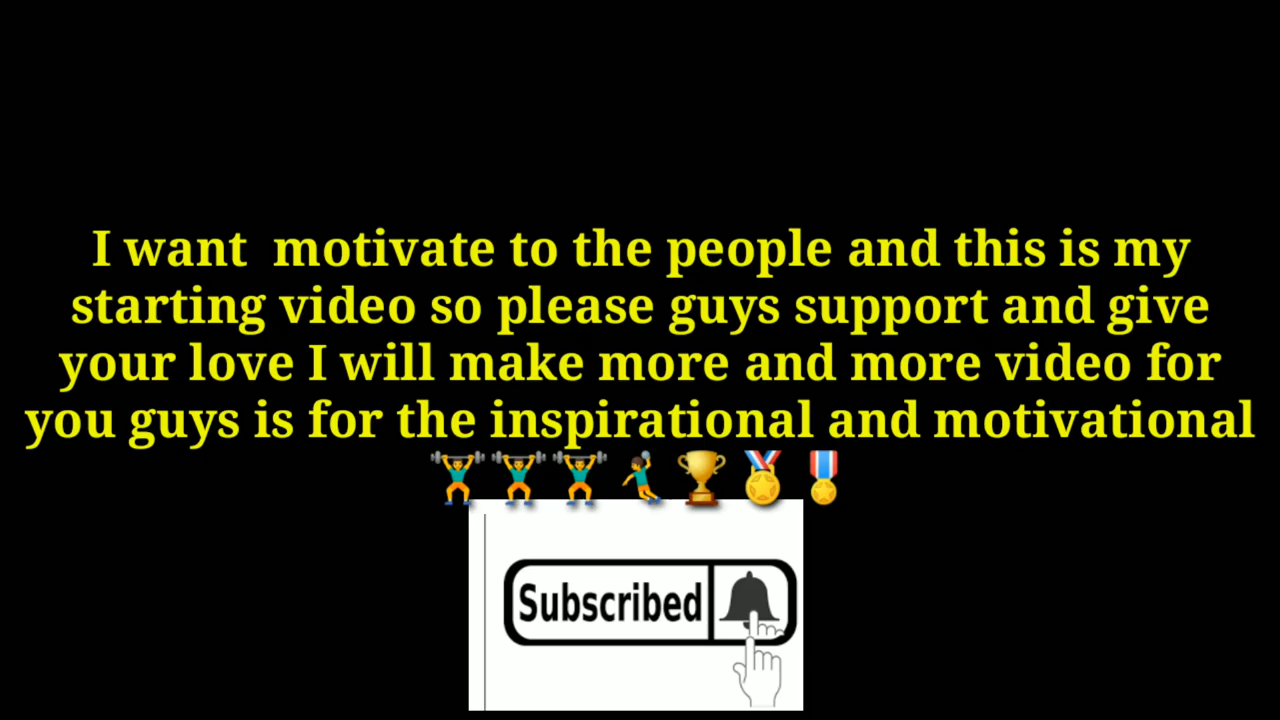 I want  motivate to the people and this is my
starting video so please guys support and give
your love I will make more and more video for
you guys is for the inspirational and motivational
🏋️‍♂️🏋️‍♂️🏋️‍♂️🤾‍♂️🏆🏅🎖️
Subscribed